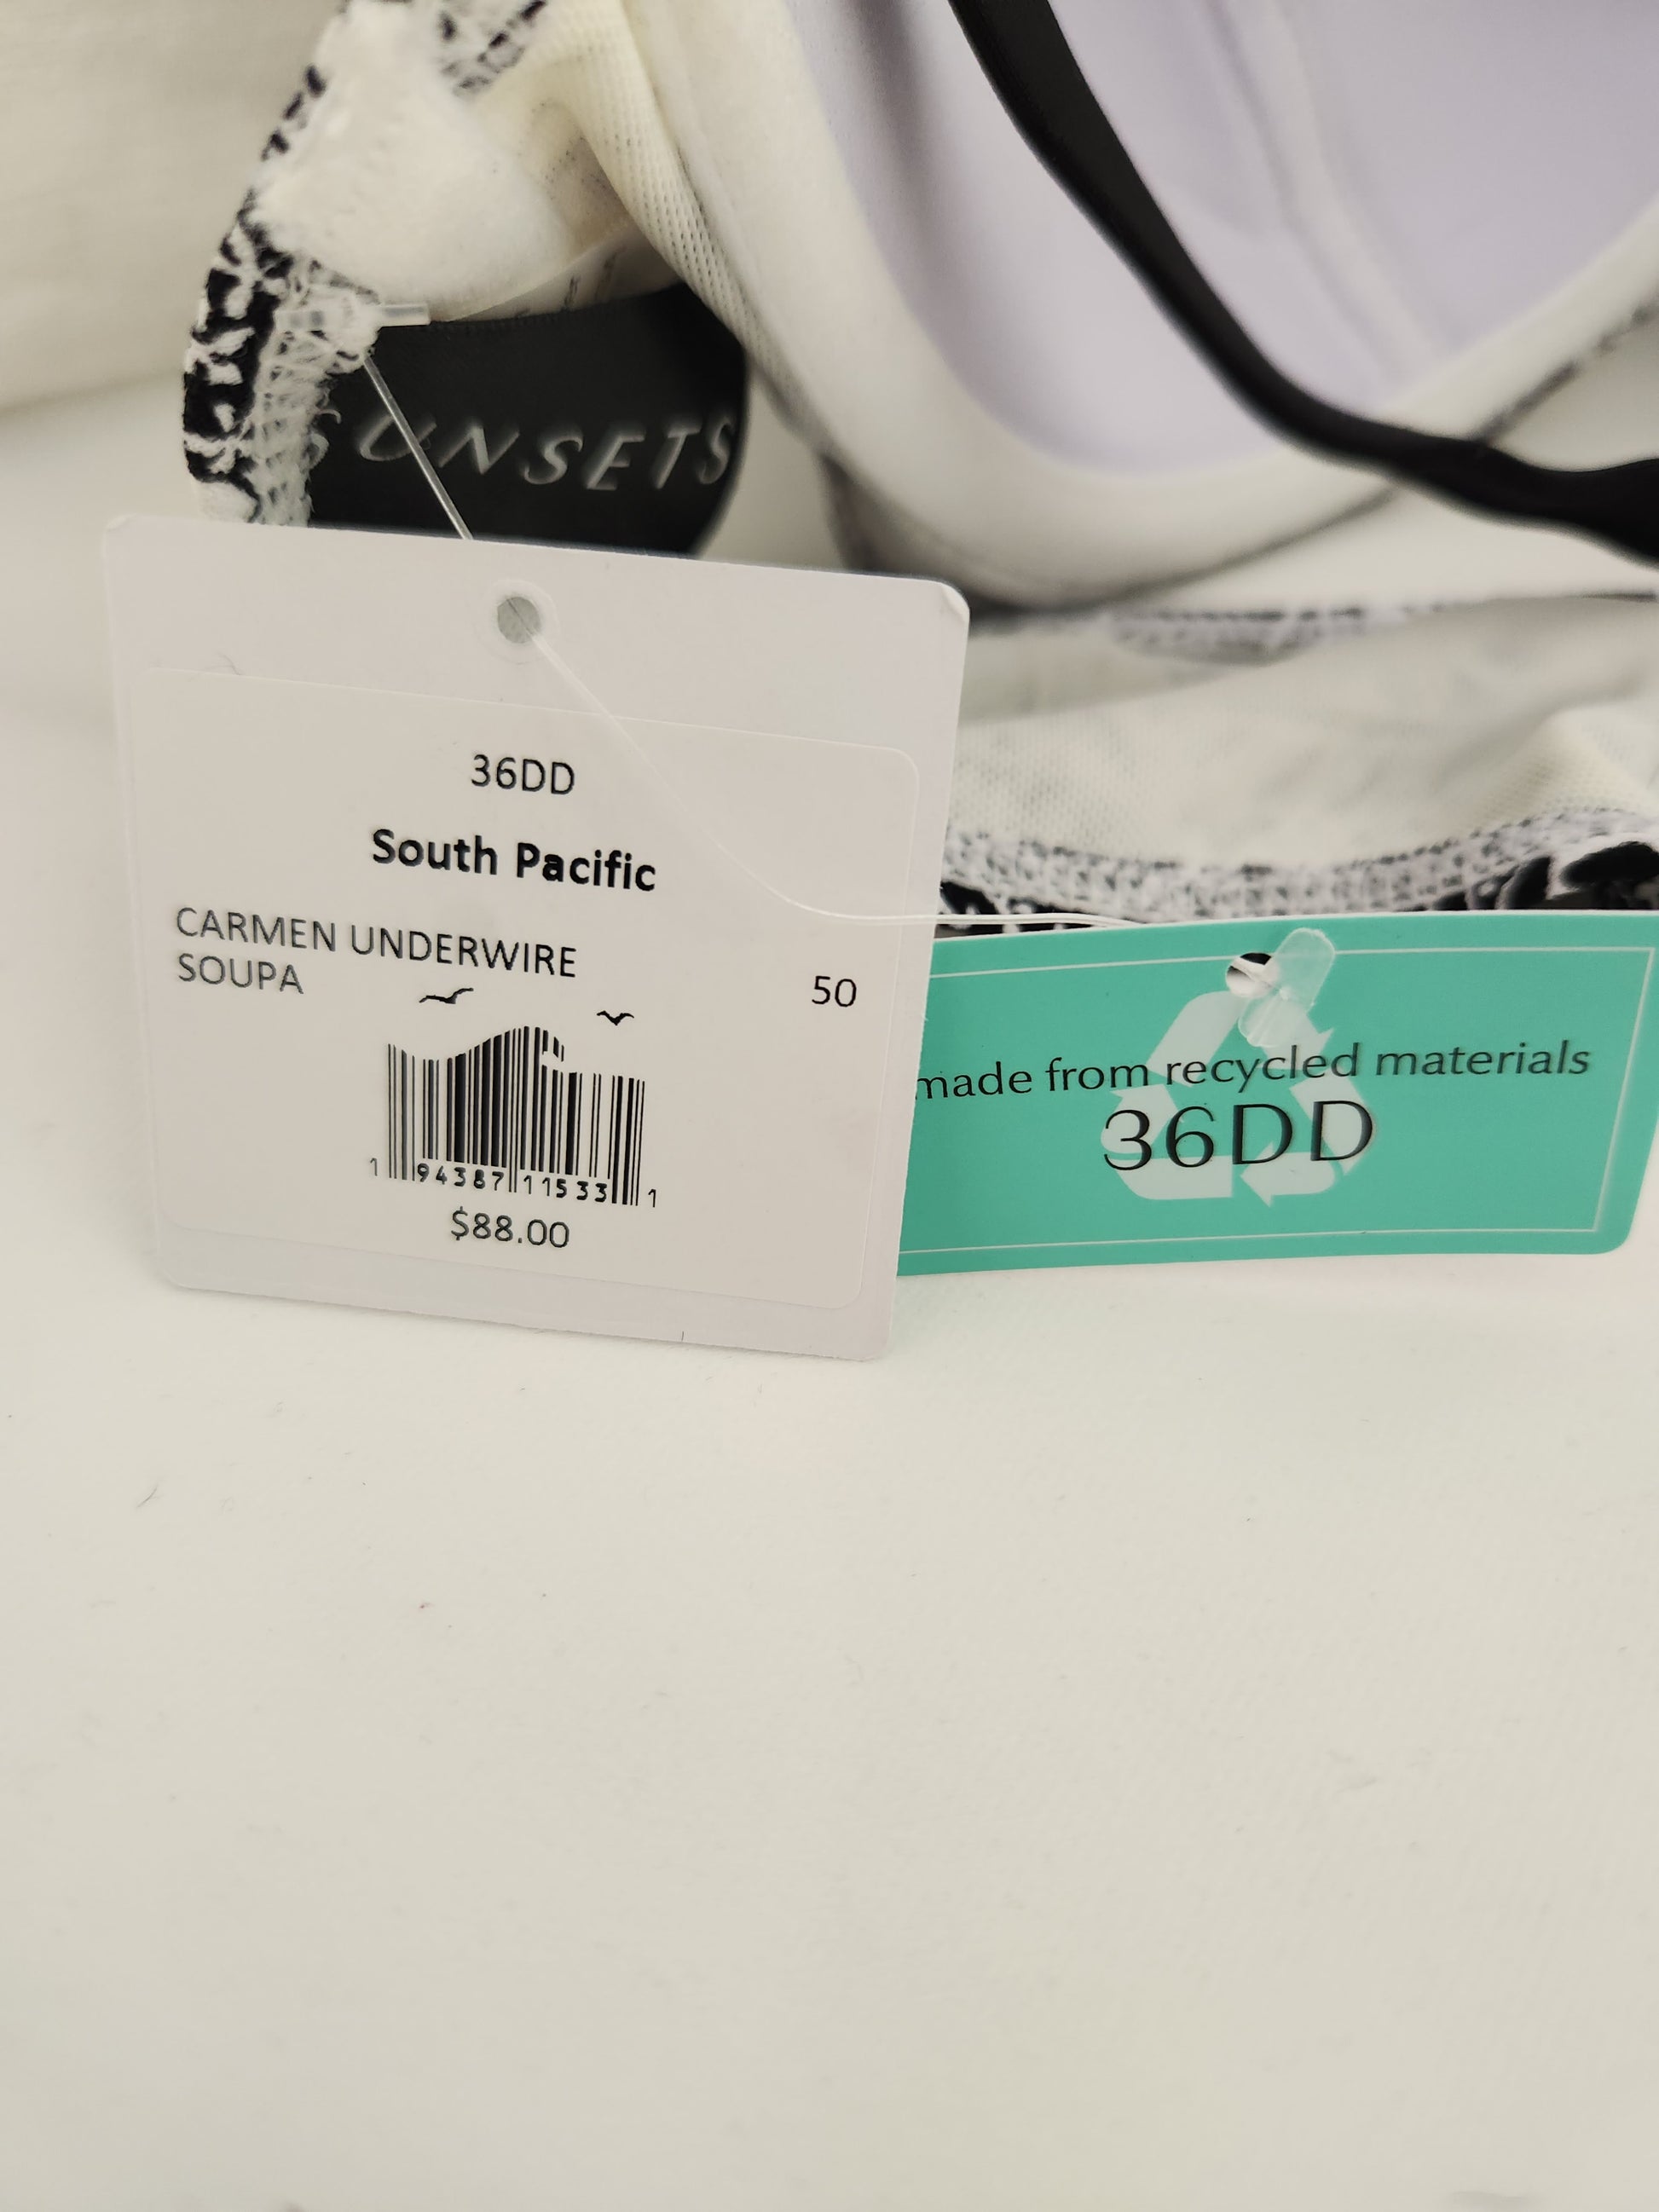 SUNSETS
36DD
South Pacific
CARMEN UNDERWIRE
SOUPA
50
1 94387 11533 1
$88.00
made from recycled materials
36DD